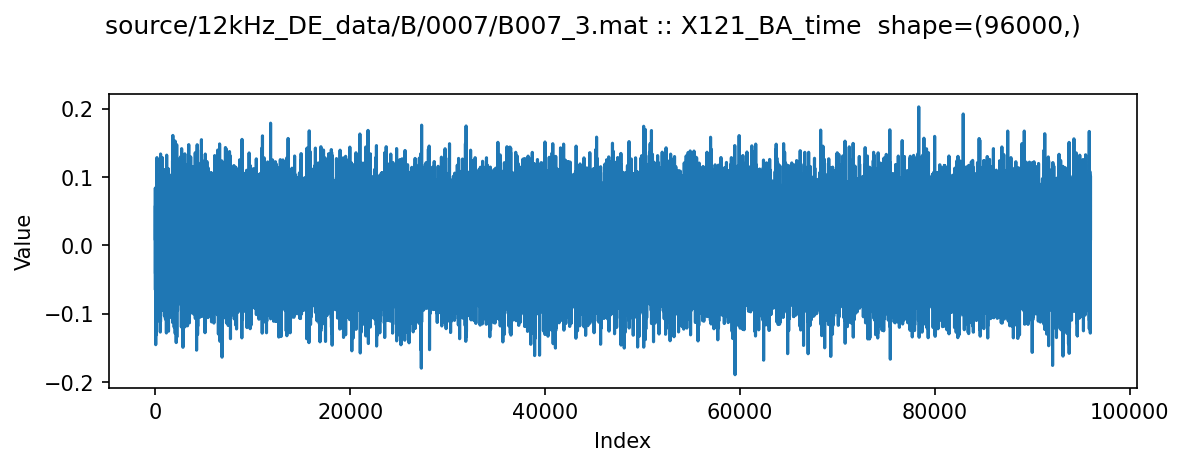 source/12kHz_DE_data/B/0007/B007_3.mat :: X121_BA_time  shape=(96000,)
0.2
0.1
0.0
−0.1
−0.2
Value
0 20000 40000 60000 80000 100000
Index